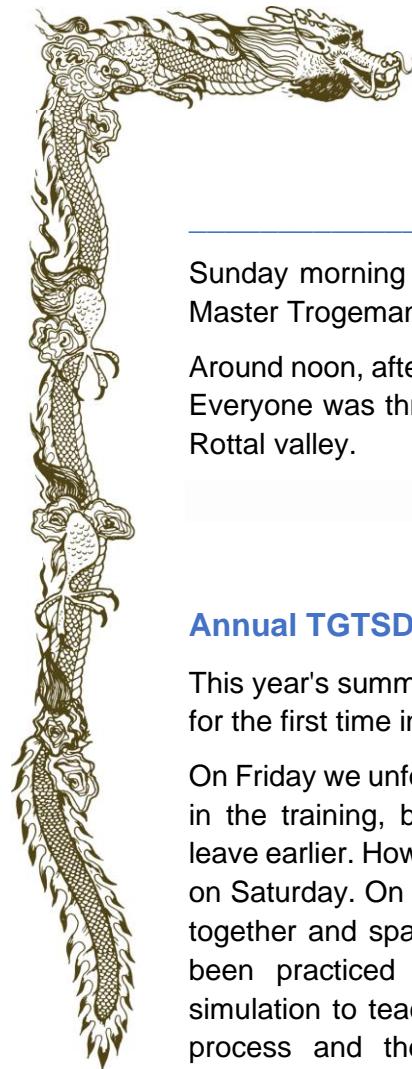 Sunday morning
Master Trogeman
Around noon, afte
Everyone was thr
Rottal valley.
Annual TGTSD
This year's summ
for the first time i
On Friday we unfo
in the training, b
leave earlier. How
on Saturday. On
together and spa
been practiced
simulation to teac
process and the